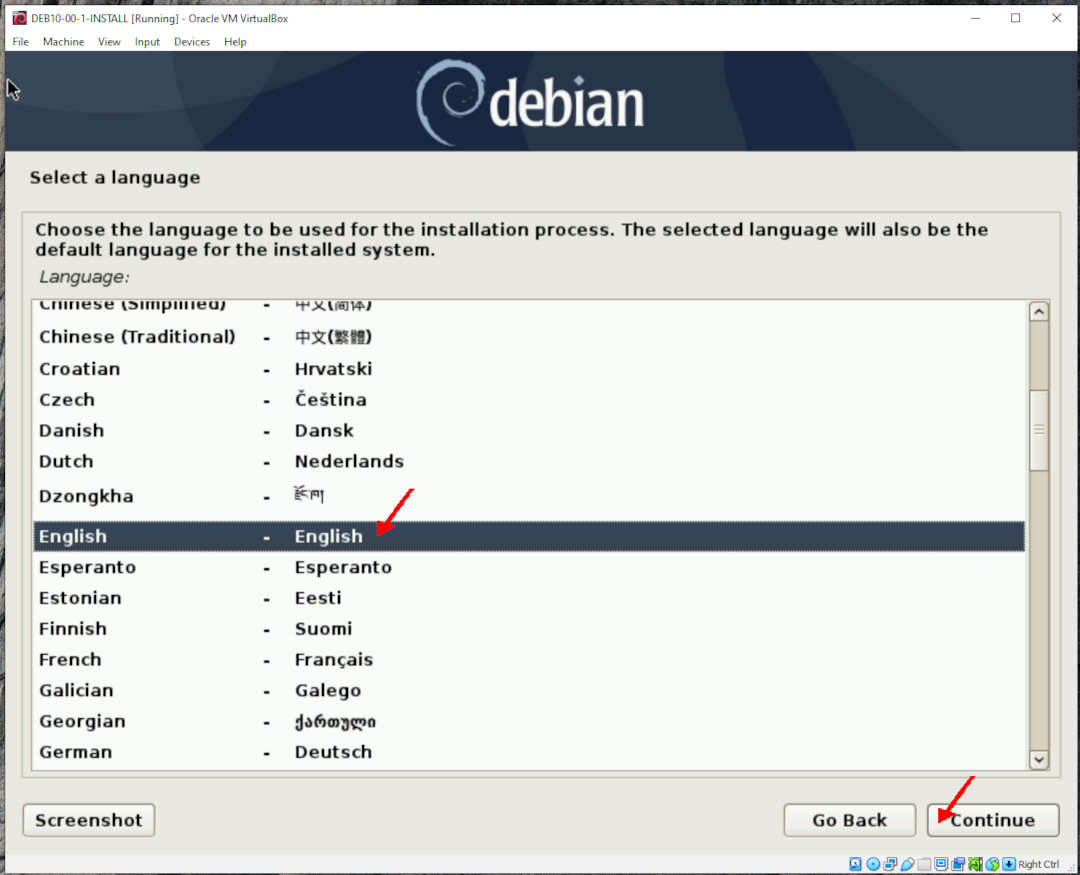 DEB10-00-1-INSTALL [Running] - Oracle VM VirtualBox
File Machine View Input Devices Help
debian
Select a language
Choose the language to be used for the installation process. The selected language will also be the
default language for the installed system.
Language:
Chinese (Simplified) - 中文(简体)
Chinese (Traditional) - 中文(繁體)
Croatian - Hrvatski
Czech - Čeština
Danish - Dansk
Dutch - Nederlands
Dzongkha - རྫོང་ཁ།
English - English
Esperanto - Esperanto
Estonian - Eesti
Finnish - Suomi
French - Français
Galician - Galego
Georgian - ქართული
German - Deutsch
Screenshot Go Back Continue
Right Ctrl